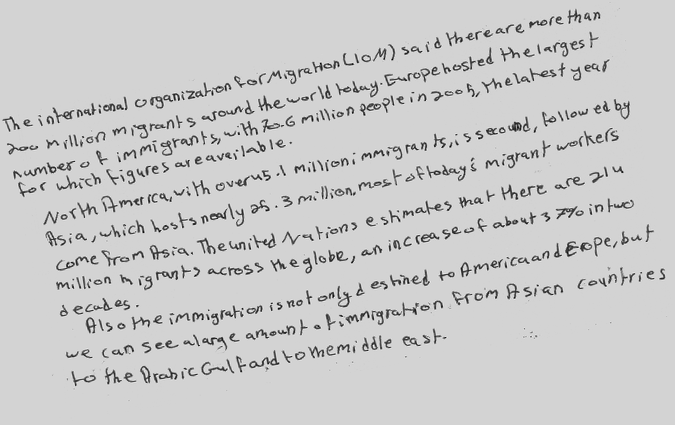 The international organization for Migration (IOM) said there are more than
200 million migrants around the world today. Europe hosted the largest
number of immigrants, with 70.6 million people in 2005, the latest year
for which figures are available.
North America, with over 45.1 million immigrants, is second, followed by
Asia, which hosts nearly 25.3 million, most of today's migrant workers
come from Asia. The united Nations estimates that there are 214
million migrants across the globe, an increase of about 37% in two
decades.
Also the immigration is not only destined to America and Erope, but
we can see a large amount of immigration from Asian countries
to the Arabic Gulf and to the middle east.